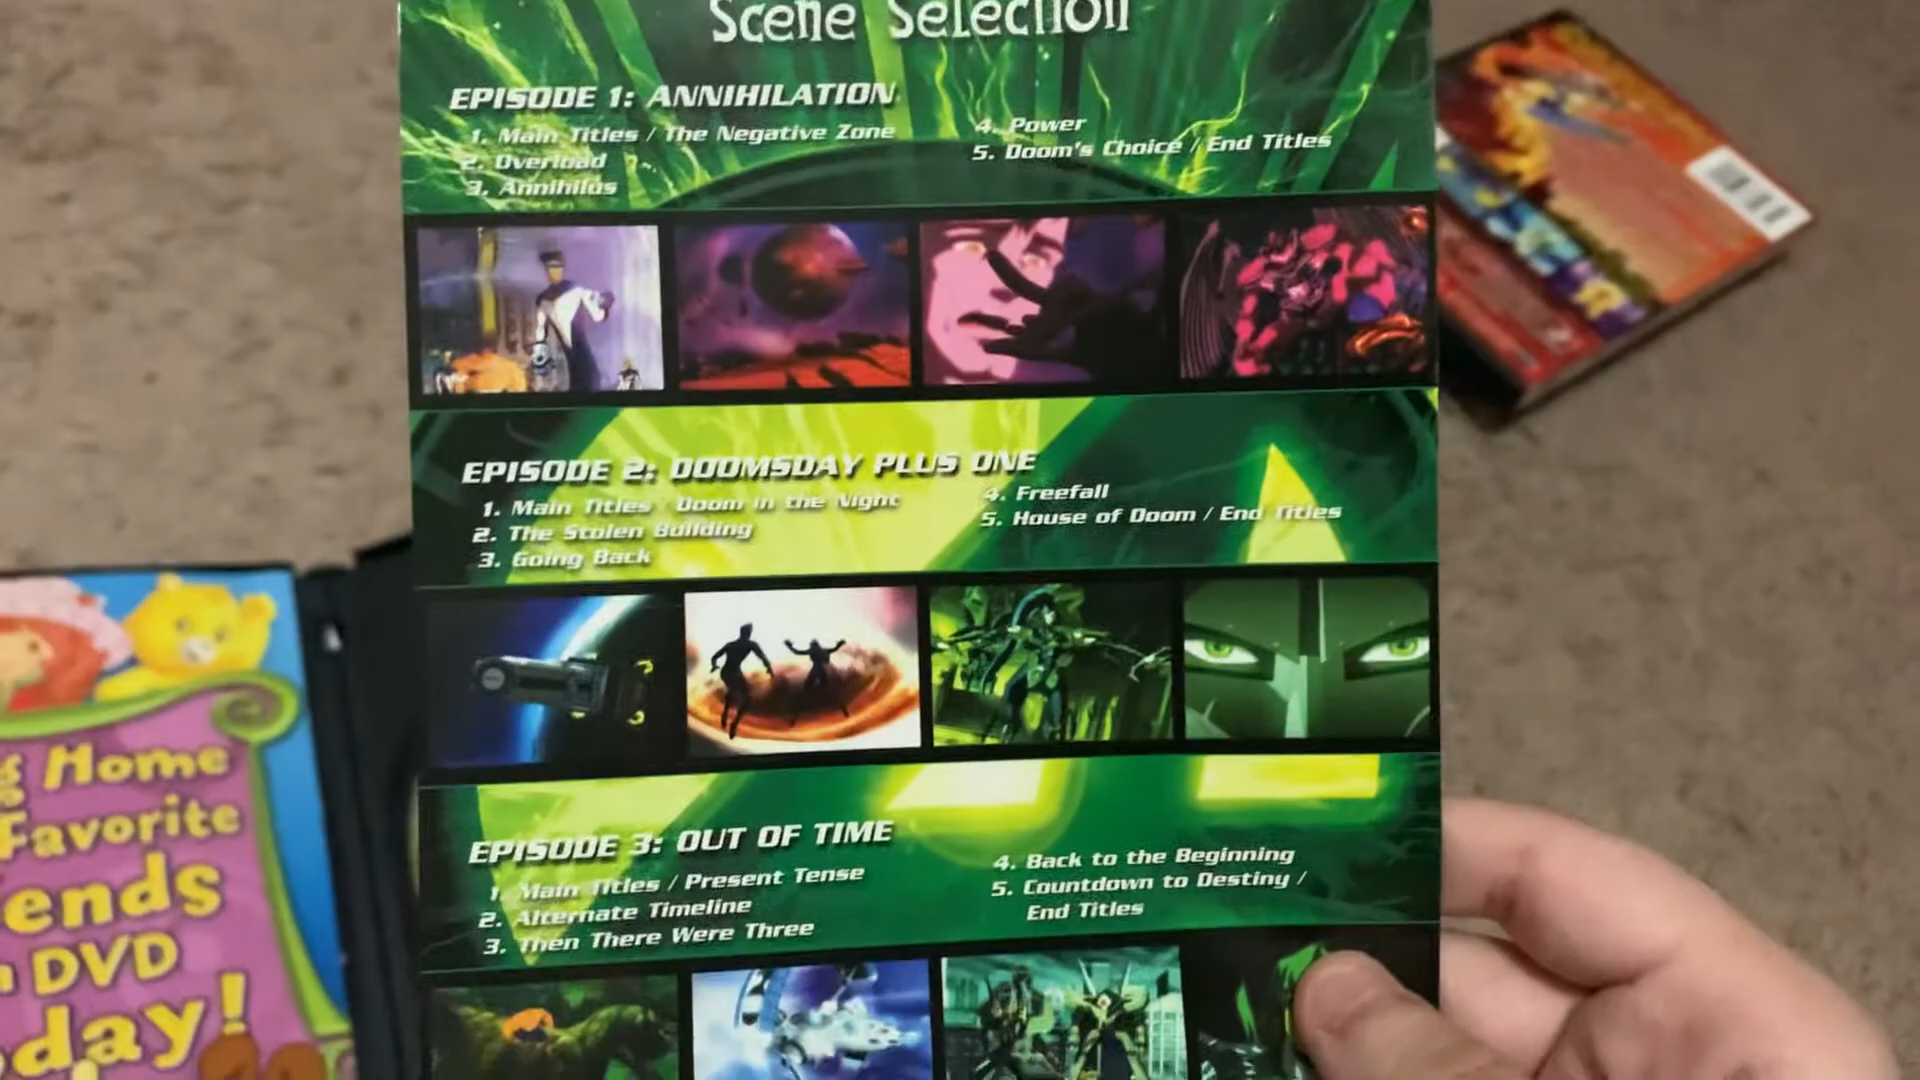 Scene Selection
EPISODE 1: ANNIHILATION
1. Main Titles / The Negative Zone
2. Overload
3. Annihilus
4. Power
5. Doom's Choice / End Titles
EPISODE 2: DOOMSDAY PLUS ONE
1. Main Titles / Doom in the Night
2. The Stolen Building
3. Going Back
4. Freefall
5. House of Doom / End Titles
EPISODE 3: OUT OF TIME
1. Main Titles / Present Tense
2. Alternate Timeline
3. Then There Were Three
4. Back to the Beginning
5. Countdown to Destiny /
End Titles
g Home
Favorite
ends
DVD
day!